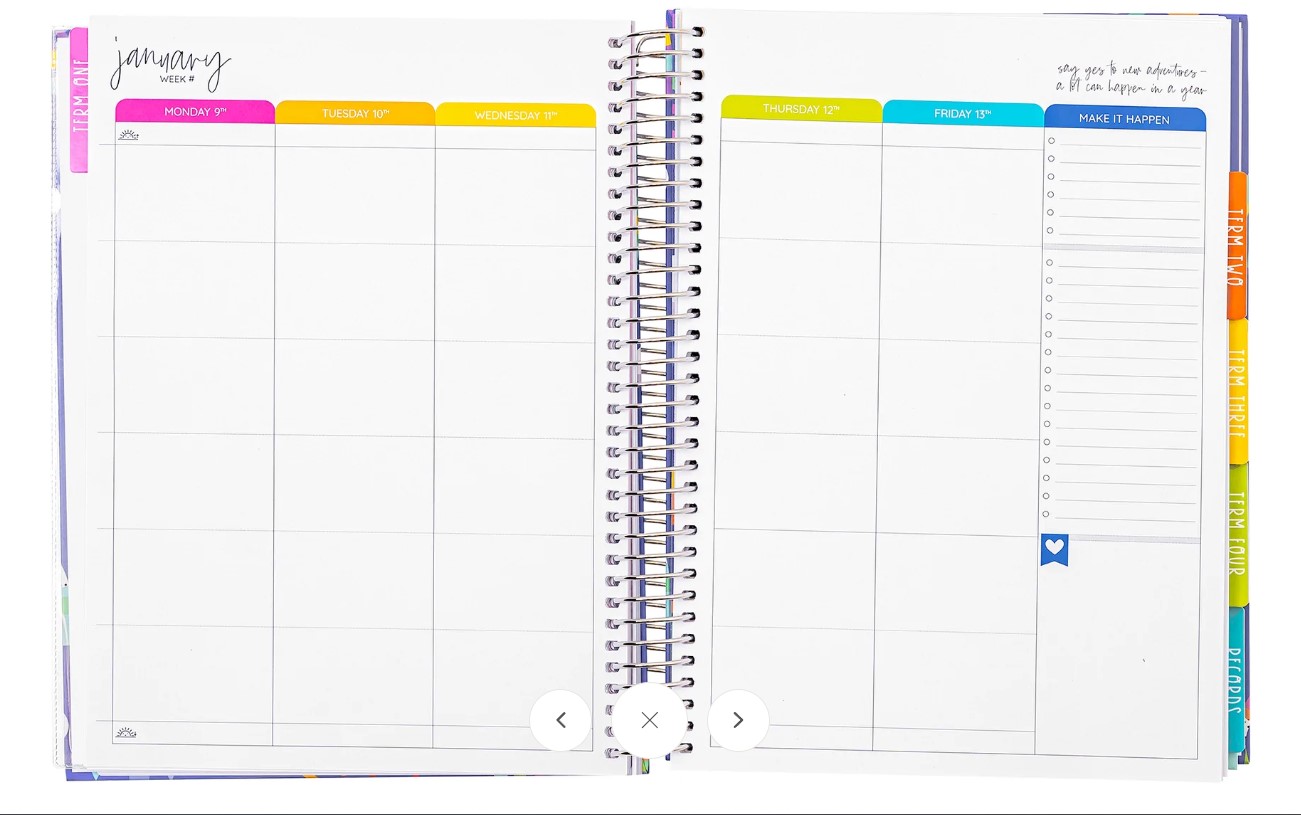 TERM ONE
january
WEEK #
MONDAY 9TH
TUESDAY 10TH
WEDNESDAY 11TH
say yes to new adventures –
a lot can happen in a year
THURSDAY 12TH
FRIDAY 13TH
MAKE IT HAPPEN
TERM TWO
TERM THREE
TERM FOUR
RECORDS